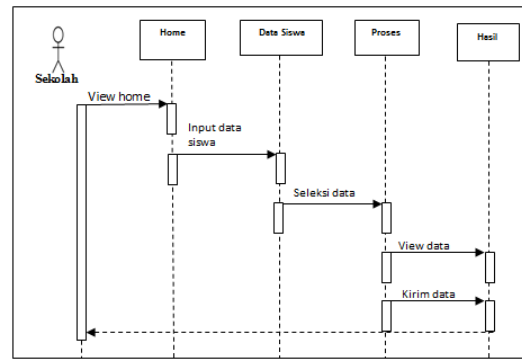 Home
Data Siswa
Proses
Hasil
Sekolah
View home
Input data
siswa
Seleksi data
View data
Kirim data